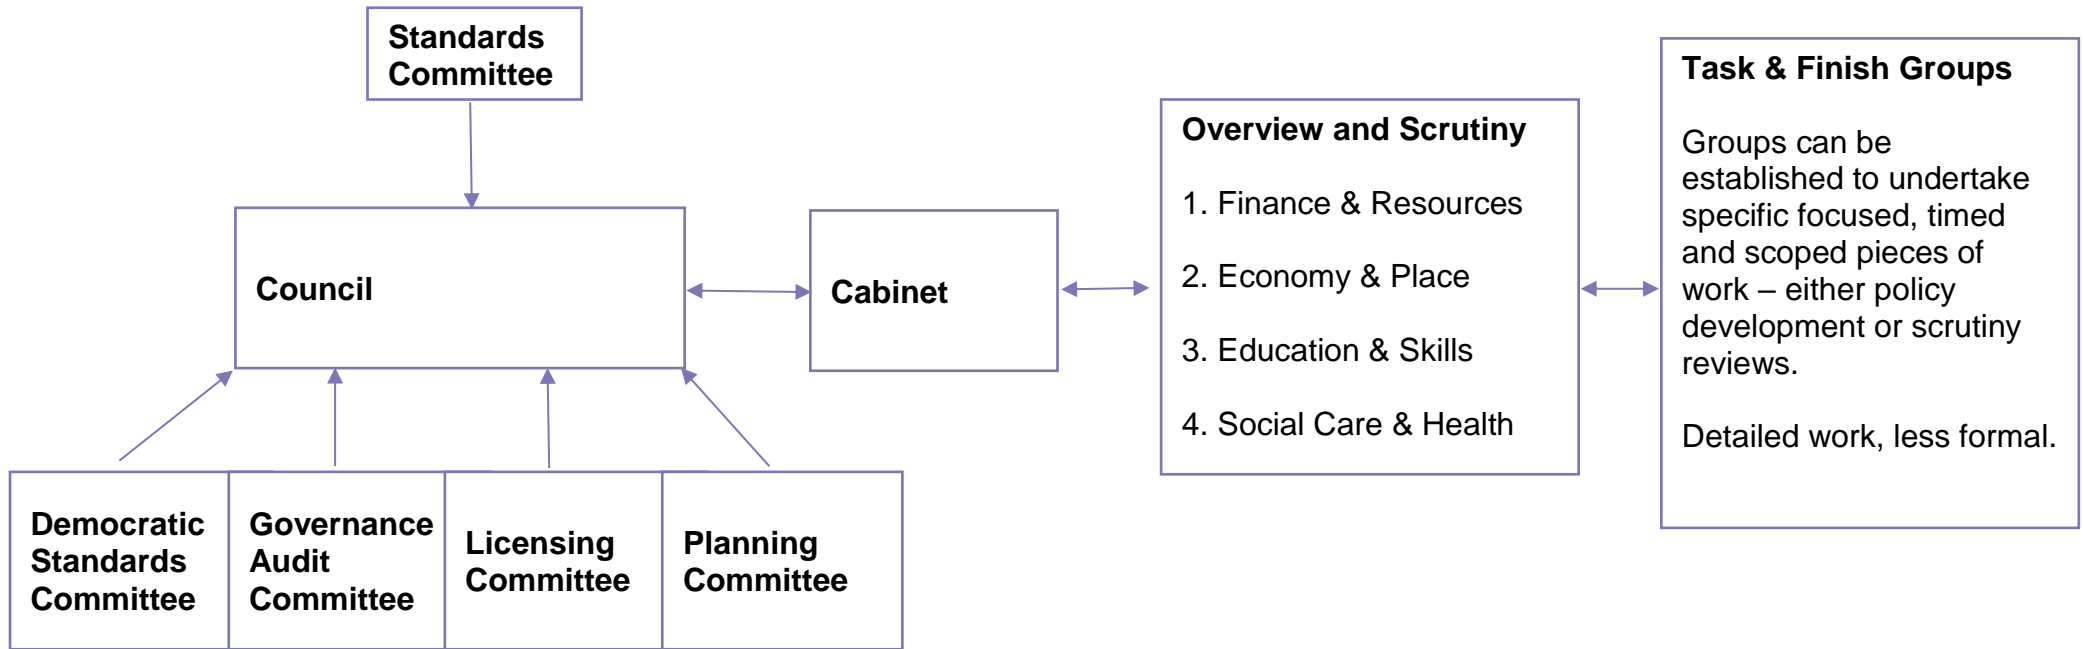 Standards
Committee
Council
Cabinet
Overview and Scrutiny
1. Finance & Resources
2. Economy & Place
3. Education & Skills
4. Social Care & Health
Task & Finish Groups
Groups can be
established to undertake
specific focused, timed
and scoped pieces of
work – either policy
development or scrutiny
reviews.
Detailed work, less formal.
Democratic
Standards
Committee
Governance
Audit
Committee
Licensing
Committee
Planning
Committee